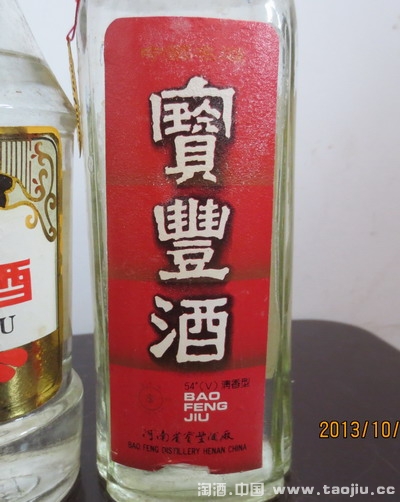 寶豐酒
54°(V) 清香型
BAO
FENG
JIU
河南省宝丰酒厂
BAO FENG DISTILLERY HENAN CHINA
酒
U
2013/10/
淘酒.中国 www.taojiu.cc